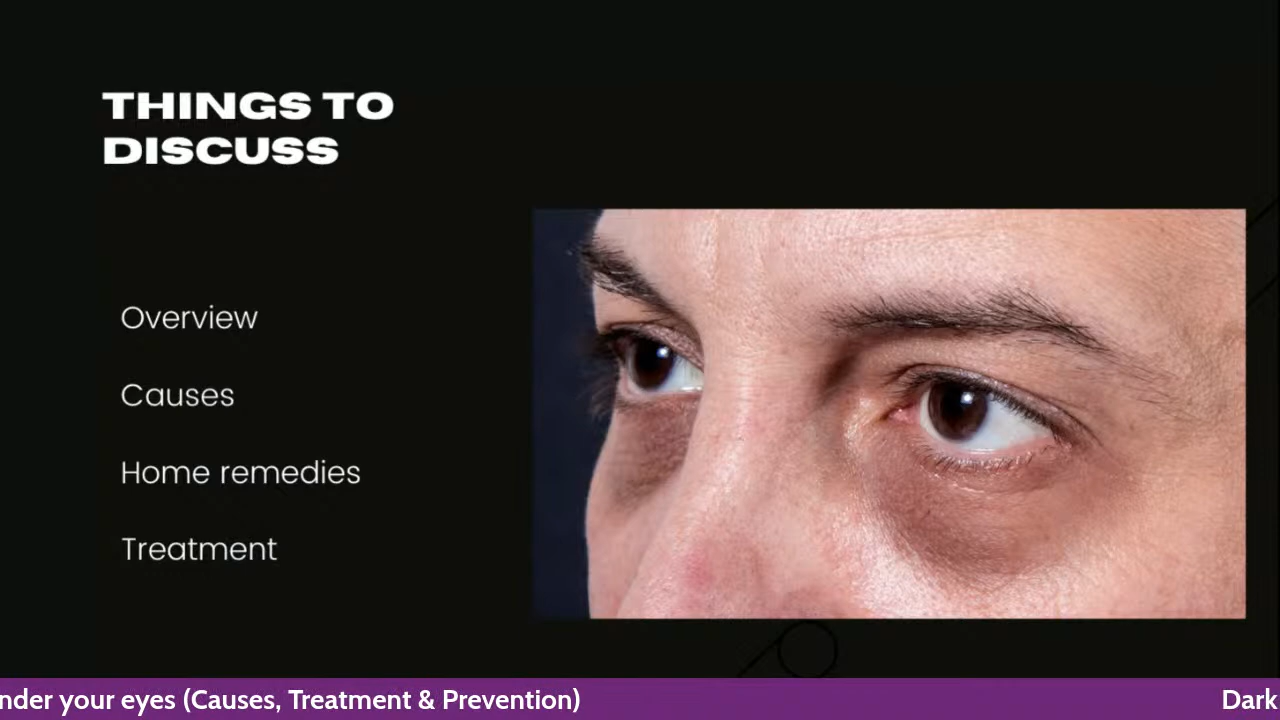 THINGS TO
DISCUSS
Overview
Causes
Home remedies
Treatment
nder your eyes (Causes, Treatment & Prevention)
Dark